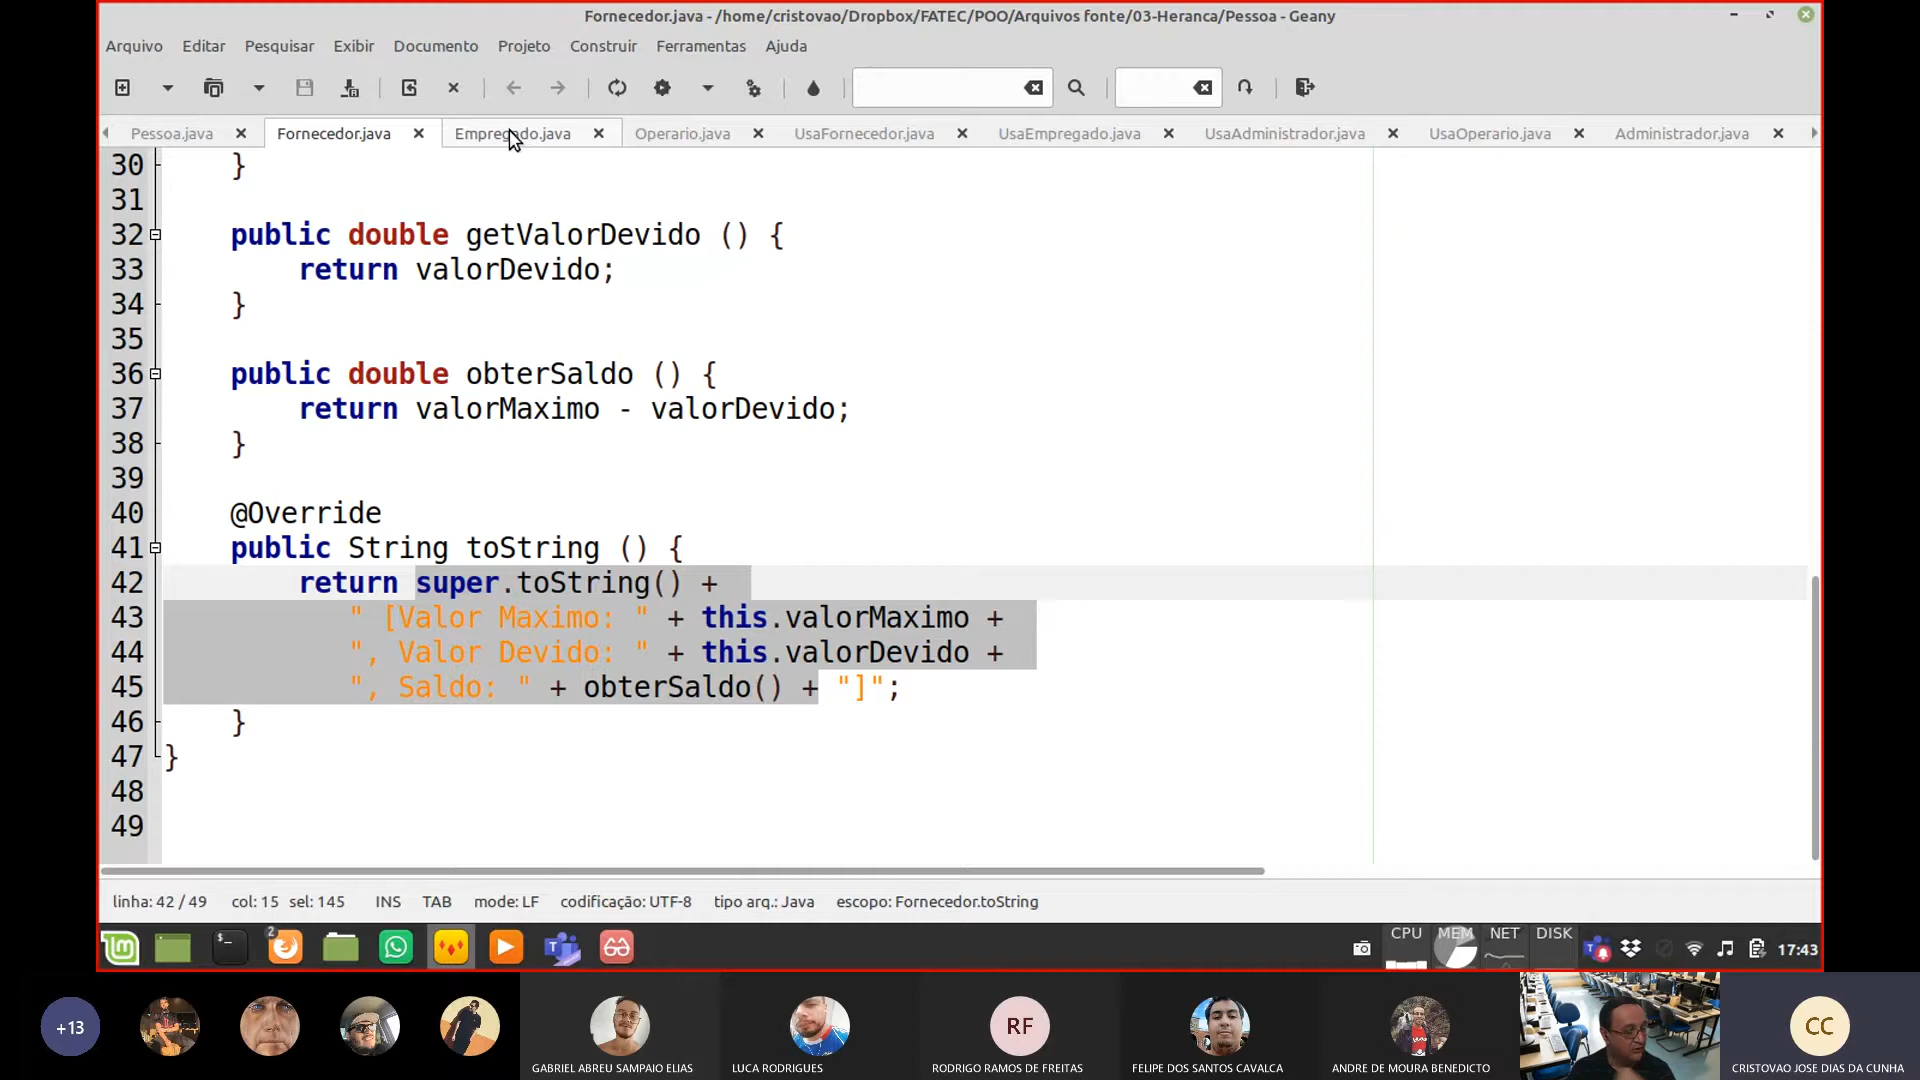 Fornecedor.java - /home/cristovao/Dropbox/FATEC/POO/Arquivos fonte/03-Heranca/Pessoa - Geany
Arquivo Editar Pesquisar Exibir Documento Projeto Construir Ferramentas Ajuda
Pessoa.java Fornecedor.java Empregado.java Operario.java UsaFornecedor.java UsaEmpregado.java UsaAdministrador.java UsaOperario.java Administrador.java
30 }
31
32 public double getValorDevido () {
33 return valorDevido;
34 }
35
36 public double obterSaldo () {
37 return valorMaximo - valorDevido;
38 }
39
40 @Override
41 public String toString () {
42 return super.toString() +
43 " [Valor Maximo: " + this.valorMaximo +
44 ", Valor Devido: " + this.valorDevido +
45 ", Saldo: " + obterSaldo() + "]";
46 }
47 }
48
49
linha: 42 / 49 col: 15 sel: 145 INS TAB mode: LF codificação: UTF-8 tipo arq.: Java escopo: Fornecedor.toString
2 CPU MEM NET DISK 17:43
+13 RF CC
GABRIEL ABREU SAMPAIO ELIAS LUCA RODRIGUES RODRIGO RAMOS DE FREITAS FELIPE DOS SANTOS CAVALCA ANDRE DE MOURA BENEDICTO CRISTOVAO JOSE DIAS DA CUNHA